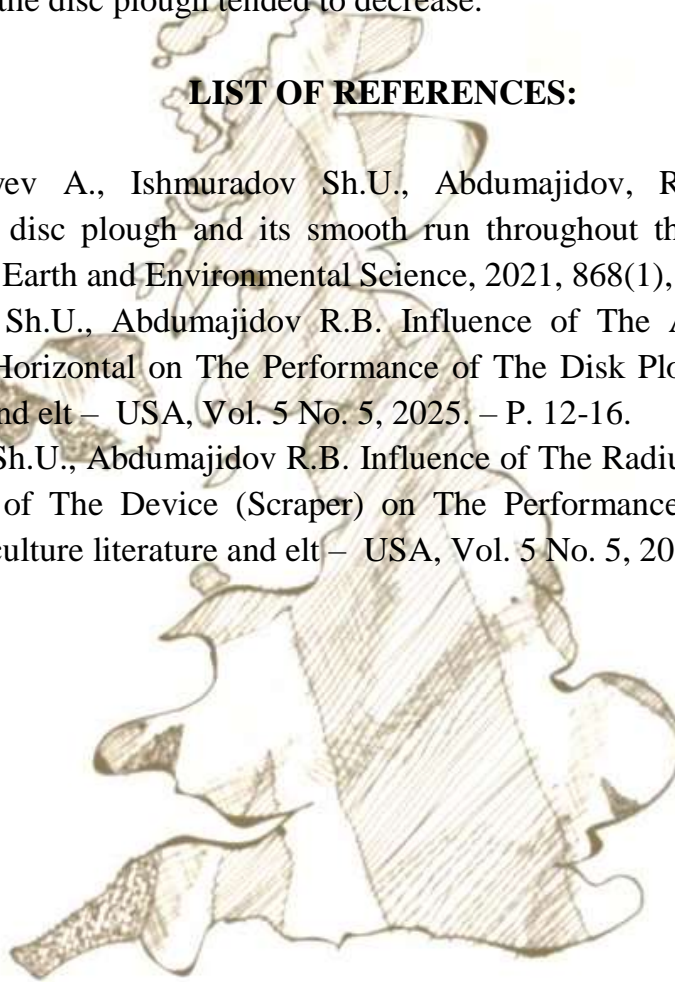 the disc plough tended to decrease.
LIST OF REFERENCES:
yev A., Ishmuradov Sh.U., Abdumajidov, R
disc plough and its smooth run throughout th
Earth and Environmental Science, 2021, 868(1),
Sh.U., Abdumajidov R.B. Influence of The A
Horizontal on The Performance of The Disk Plo
nd elt – USA, Vol. 5 No. 5, 2025. – P. 12-16.
Sh.U., Abdumajidov R.B. Influence of The Radiu
of The Device (Scraper) on The Performance
culture literature and elt – USA, Vol. 5 No. 5, 20